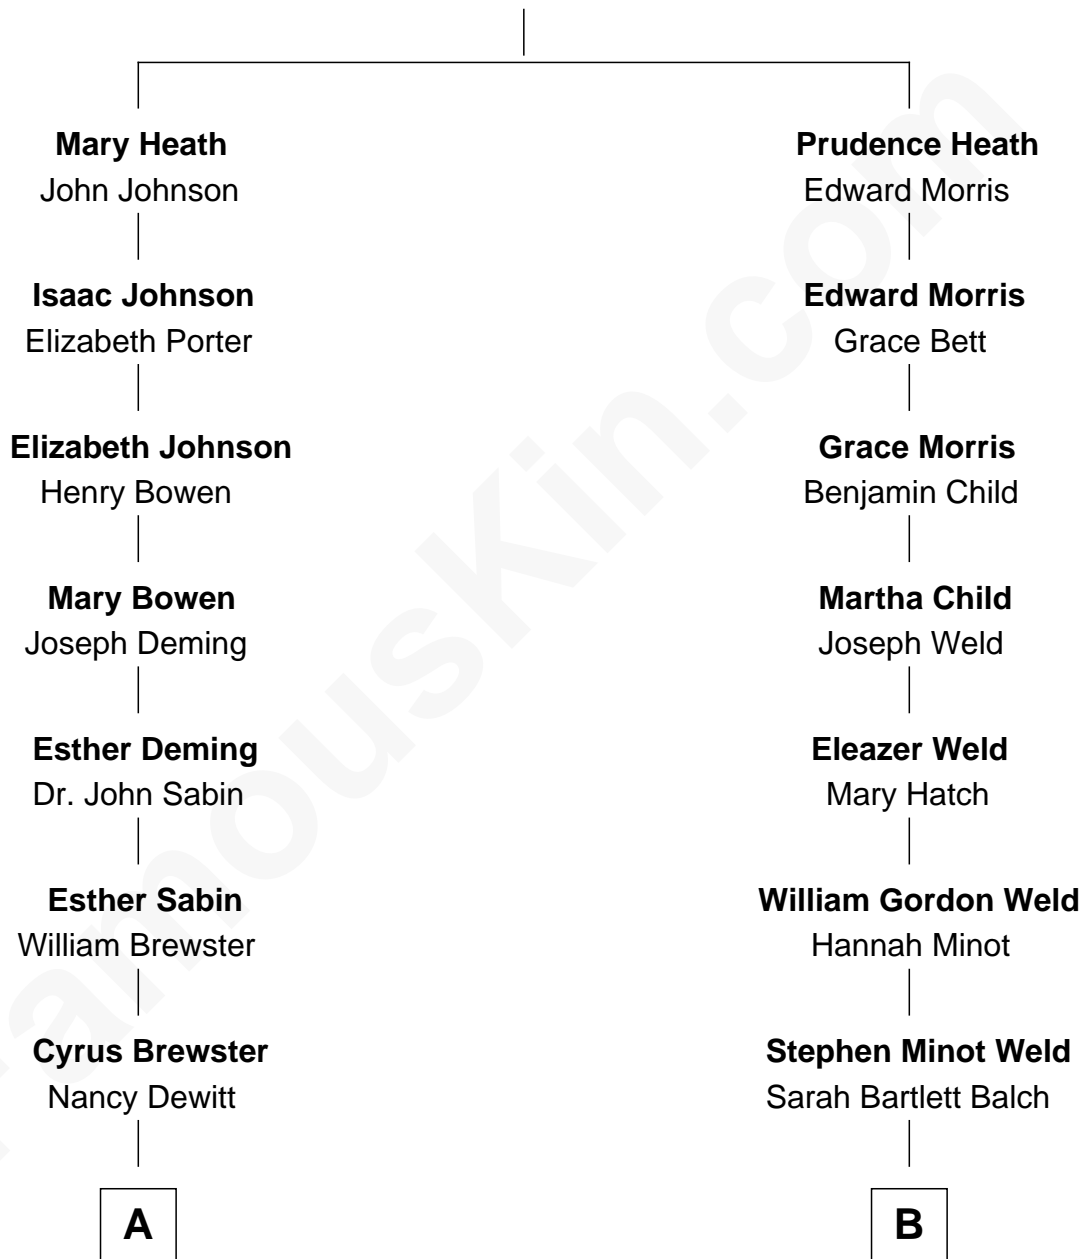 Mary Heath
John Johnson
Prudence Heath
Edward Morris
Isaac Johnson
Elizabeth Porter
Edward Morris
Grace Bett
Elizabeth Johnson
Henry Bowen
Grace Morris
Benjamin Child
Mary Bowen
Joseph Deming
Martha Child
Joseph Weld
Esther Deming
Dr. John Sabin
Eleazer Weld
Mary Hatch
Esther Sabin
William Brewster
William Gordon Weld
Hannah Minot
Cyrus Brewster
Nancy Dewitt
Stephen Minot Weld
Sarah Bartlett Balch
A
B
FamousKin.com